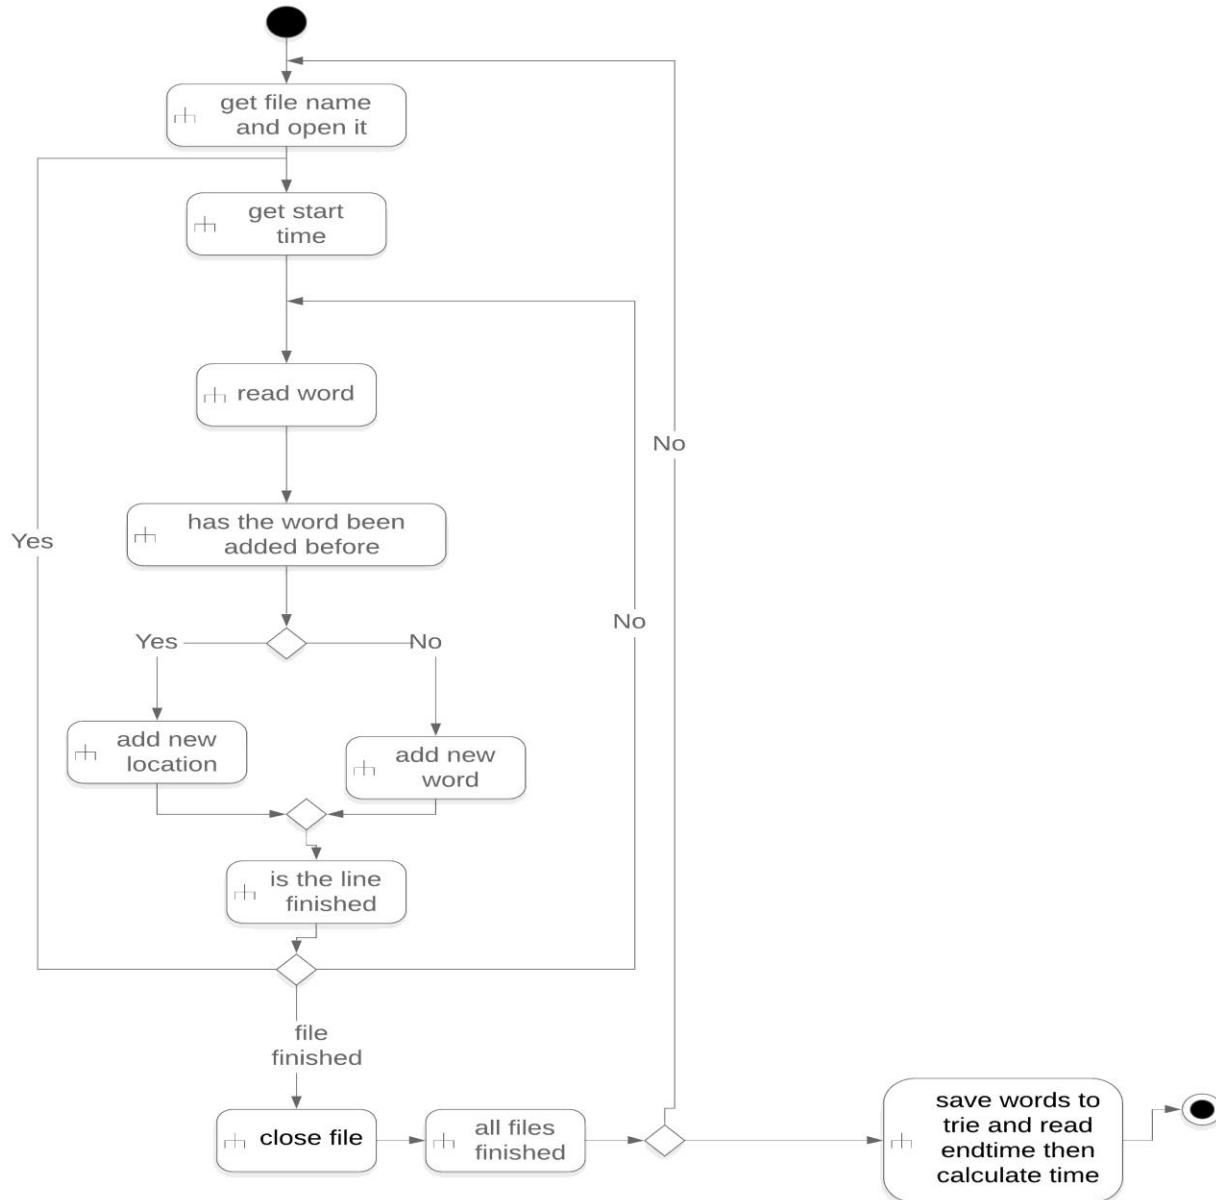 get file name
and open it
get start
time
No
read word
has the word been
added before
Yes
No
Yes
No
add new
location
add new
word
is the line
finished
file
finished
close file
all files
finished
save words to
trie and read
endtime then
calculate time